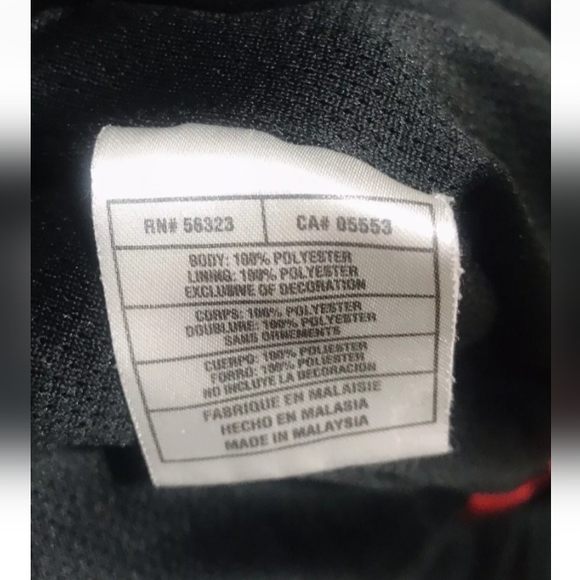 RN# 56323 CA# 05553
BODY: 100% POLYESTER
LINING: 100% POLYESTER
EXCLUSIVE OF DECORATION
CORPS: 100% POLYESTER
DOUBLURE: 100% POLYESTER
SANS ORNEMENTS
CUERPO: 100% POLIESTER
FORRO: 100% POLIESTER
NO INCLUYE LA DECORACION
FABRIQUE EN MALAISIE
HECHO EN MALASIA
MADE IN MALAYSIA